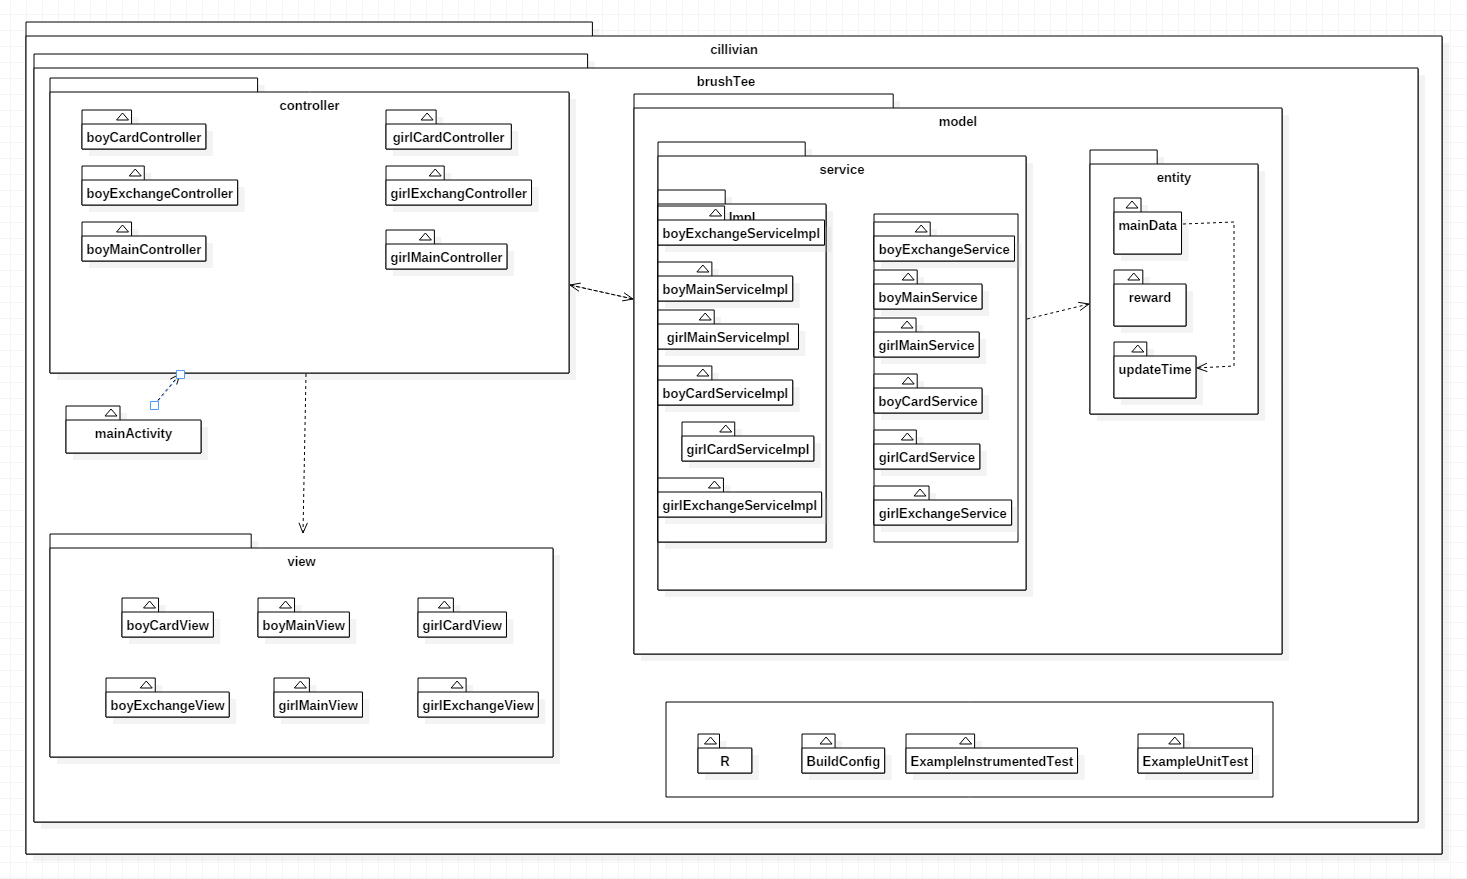 cillivian
brushTee
controller
boyCardController
girlCardController
boyExchangeController
girlExchangController
boyMainController
girlMainController
mainActivity
view
boyCardView
boyMainView
girlCardView
boyExchangeView
girlMainView
girlExchangeView
model
service
Impl
boyExchangeServiceImpl
boyMainServiceImpl
girlMainServiceImpl
boyCardServiceImpl
girlCardServiceImpl
girlExchangeServiceImpl
boyExchangeService
boyMainService
girlMainService
boyCardService
girlCardService
girlExchangeService
entity
mainData
reward
updateTime
R
BuildConfig
ExampleInstrumentedTest
ExampleUnitTest